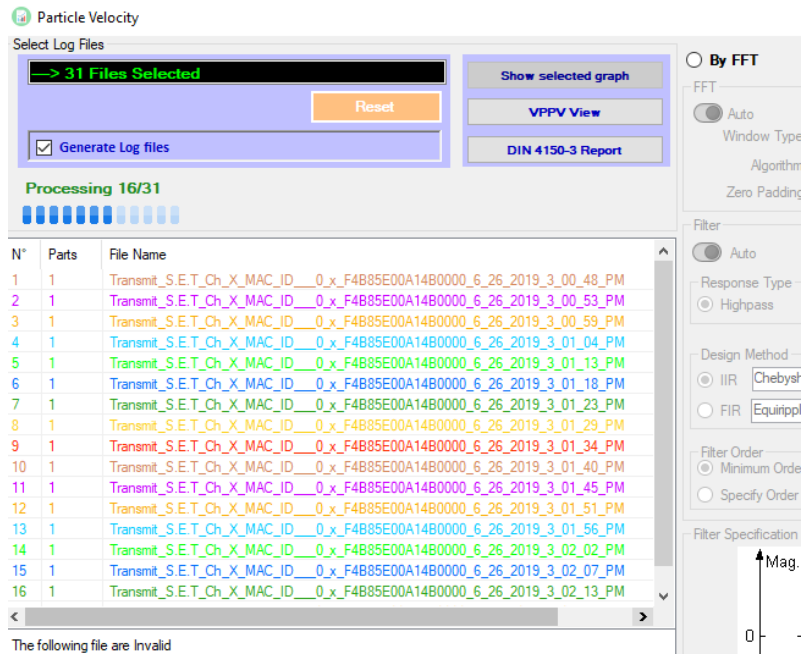 Particle Velocity
Select Log Files
—> 31 Files Selected
Reset
Generate Log files
Show selected graph
VPPV View
DIN 4150-3 Report
Processing 16/31
N° Parts File Name
1 1 Transmit_S.E.T_Ch_X_MAC_ID___0_x_F4B85E00A14B0000_6_26_2019_3_00_48_PM
2 1 Transmit_S.E.T_Ch_X_MAC_ID___0_x_F4B85E00A14B0000_6_26_2019_3_00_53_PM
3 1 Transmit_S.E.T_Ch_X_MAC_ID___0_x_F4B85E00A14B0000_6_26_2019_3_00_59_PM
4 1 Transmit_S.E.T_Ch_X_MAC_ID___0_x_F4B85E00A14B0000_6_26_2019_3_01_04_PM
5 1 Transmit_S.E.T_Ch_X_MAC_ID___0_x_F4B85E00A14B0000_6_26_2019_3_01_13_PM
6 1 Transmit_S.E.T_Ch_X_MAC_ID___0_x_F4B85E00A14B0000_6_26_2019_3_01_18_PM
7 1 Transmit_S.E.T_Ch_X_MAC_ID___0_x_F4B85E00A14B0000_6_26_2019_3_01_23_PM
8 1 Transmit_S.E.T_Ch_X_MAC_ID___0_x_F4B85E00A14B0000_6_26_2019_3_01_29_PM
9 1 Transmit_S.E.T_Ch_X_MAC_ID___0_x_F4B85E00A14B0000_6_26_2019_3_01_34_PM
10 1 Transmit_S.E.T_Ch_X_MAC_ID___0_x_F4B85E00A14B0000_6_26_2019_3_01_40_PM
11 1 Transmit_S.E.T_Ch_X_MAC_ID___0_x_F4B85E00A14B0000_6_26_2019_3_01_45_PM
12 1 Transmit_S.E.T_Ch_X_MAC_ID___0_x_F4B85E00A14B0000_6_26_2019_3_01_51_PM
13 1 Transmit_S.E.T_Ch_X_MAC_ID___0_x_F4B85E00A14B0000_6_26_2019_3_01_56_PM
14 1 Transmit_S.E.T_Ch_X_MAC_ID___0_x_F4B85E00A14B0000_6_26_2019_3_02_02_PM
15 1 Transmit_S.E.T_Ch_X_MAC_ID___0_x_F4B85E00A14B0000_6_26_2019_3_02_07_PM
16 1 Transmit_S.E.T_Ch_X_MAC_ID___0_x_F4B85E00A14B0000_6_26_2019_3_02_13_PM
The following file are Invalid
By FFT
FFT
Auto
Window Type
Algorithm
Zero Padding
Filter
Auto
Response Type
Highpass
Design Method
IIR Chebysh
FIR Equirippl
Filter Order
Minimum Orde
Specify Order
Filter Specification
Mag.
0